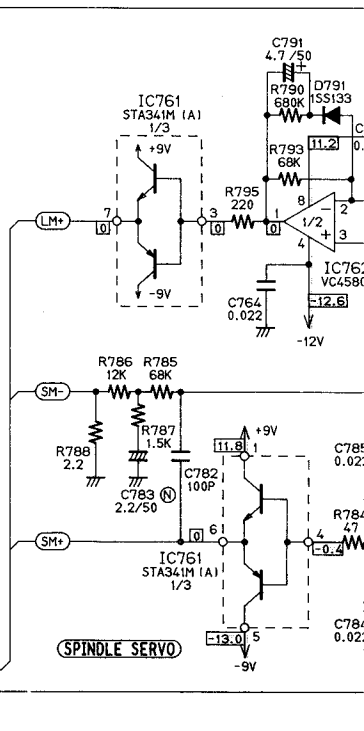 C791
4.7/50
+
R790
680K
D791
1SS133
IC761
STA341M (A)
1/3
+9V
11.2
R793
68K
R795
220
LM+
7
0
3
0
1
0
8
1/2
−
2
+
3
4
-9V
IC762
VC4580
C764
0.022
-12.6
-12V
R786
12K
R785
68K
SM-
R787
1.5K
R788
2.2
C783
2.2/50
N
C782
100P
+9V
11.8
1
C785
0.022
R784
47
SM+
0
6
4
-0.4
IC761
STA341M (A)
1/3
C784
0.022
SPINDLE SERVO
-13.0
5
-9V